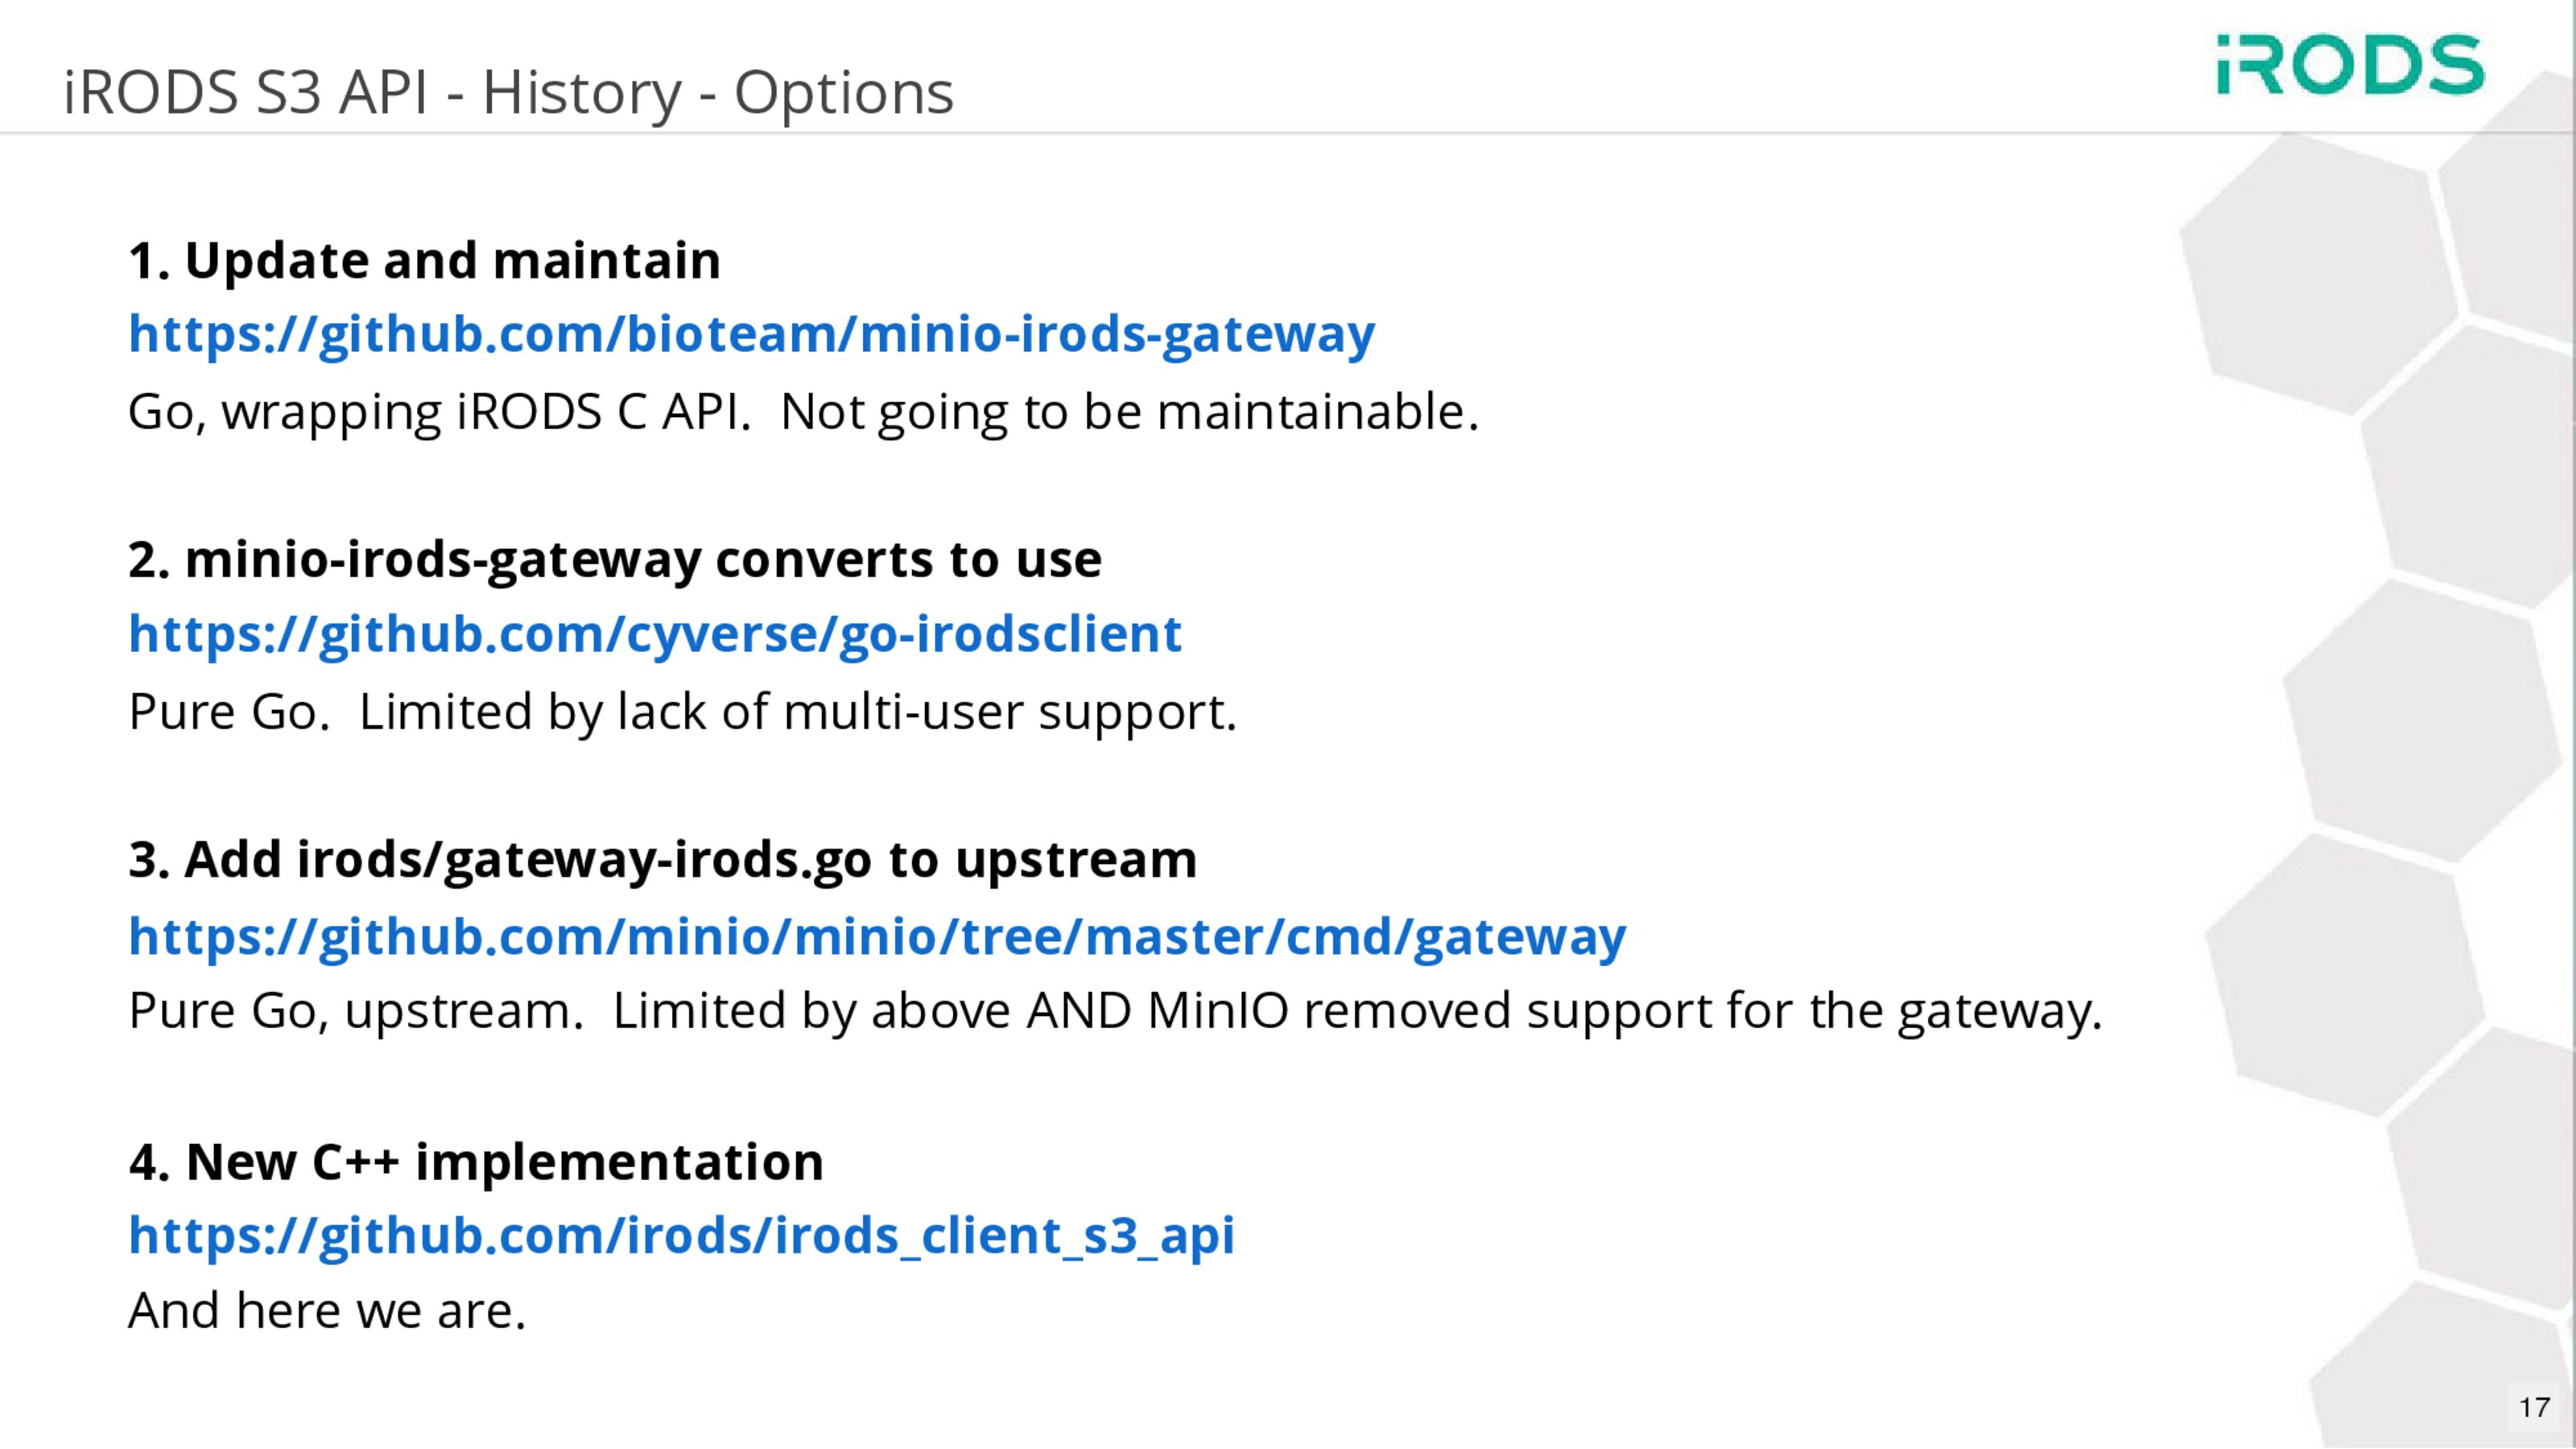 iRODS S3 API - History - Options
iRODS
1. Update and maintain
https://github.com/bioteam/minio-irods-gateway
Go, wrapping iRODS C API.  Not going to be maintainable.
2. minio-irods-gateway converts to use
https://github.com/cyverse/go-irodsclient
Pure Go.  Limited by lack of multi-user support.
3. Add irods/gateway-irods.go to upstream
https://github.com/minio/minio/tree/master/cmd/gateway
Pure Go, upstream.  Limited by above AND MinIO removed support for the gateway.
4. New C++ implementation
https://github.com/irods/irods_client_s3_api
And here we are.
17